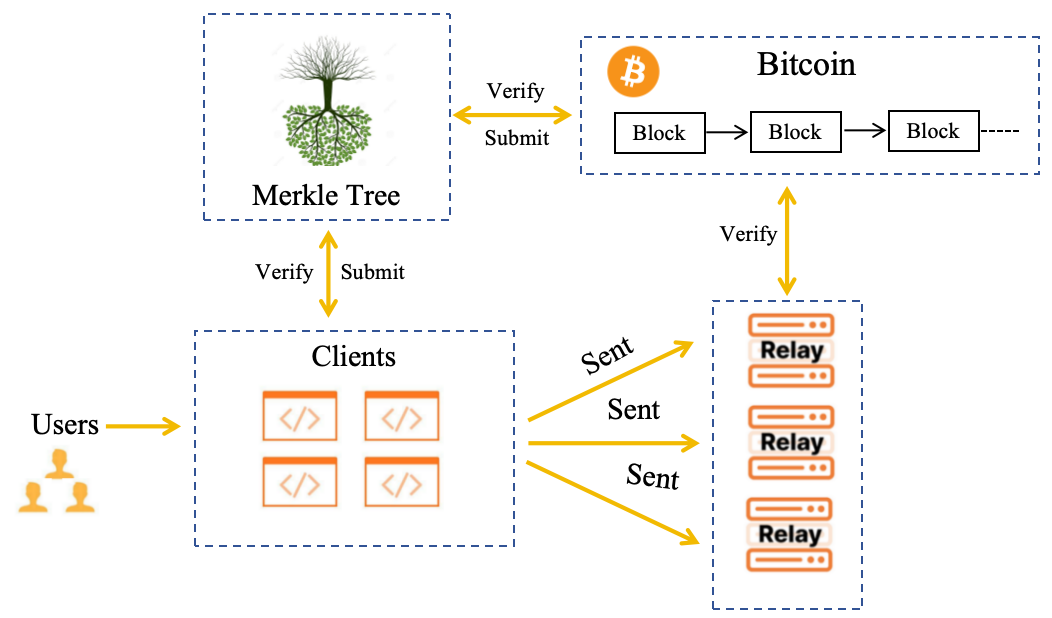 Bitcoin
Verify
Submit
Block
Block
Block
Merkle Tree
Verify
Submit
Verify
Clients
Sent
Relay
Users
Sent
Relay
Sent
Relay